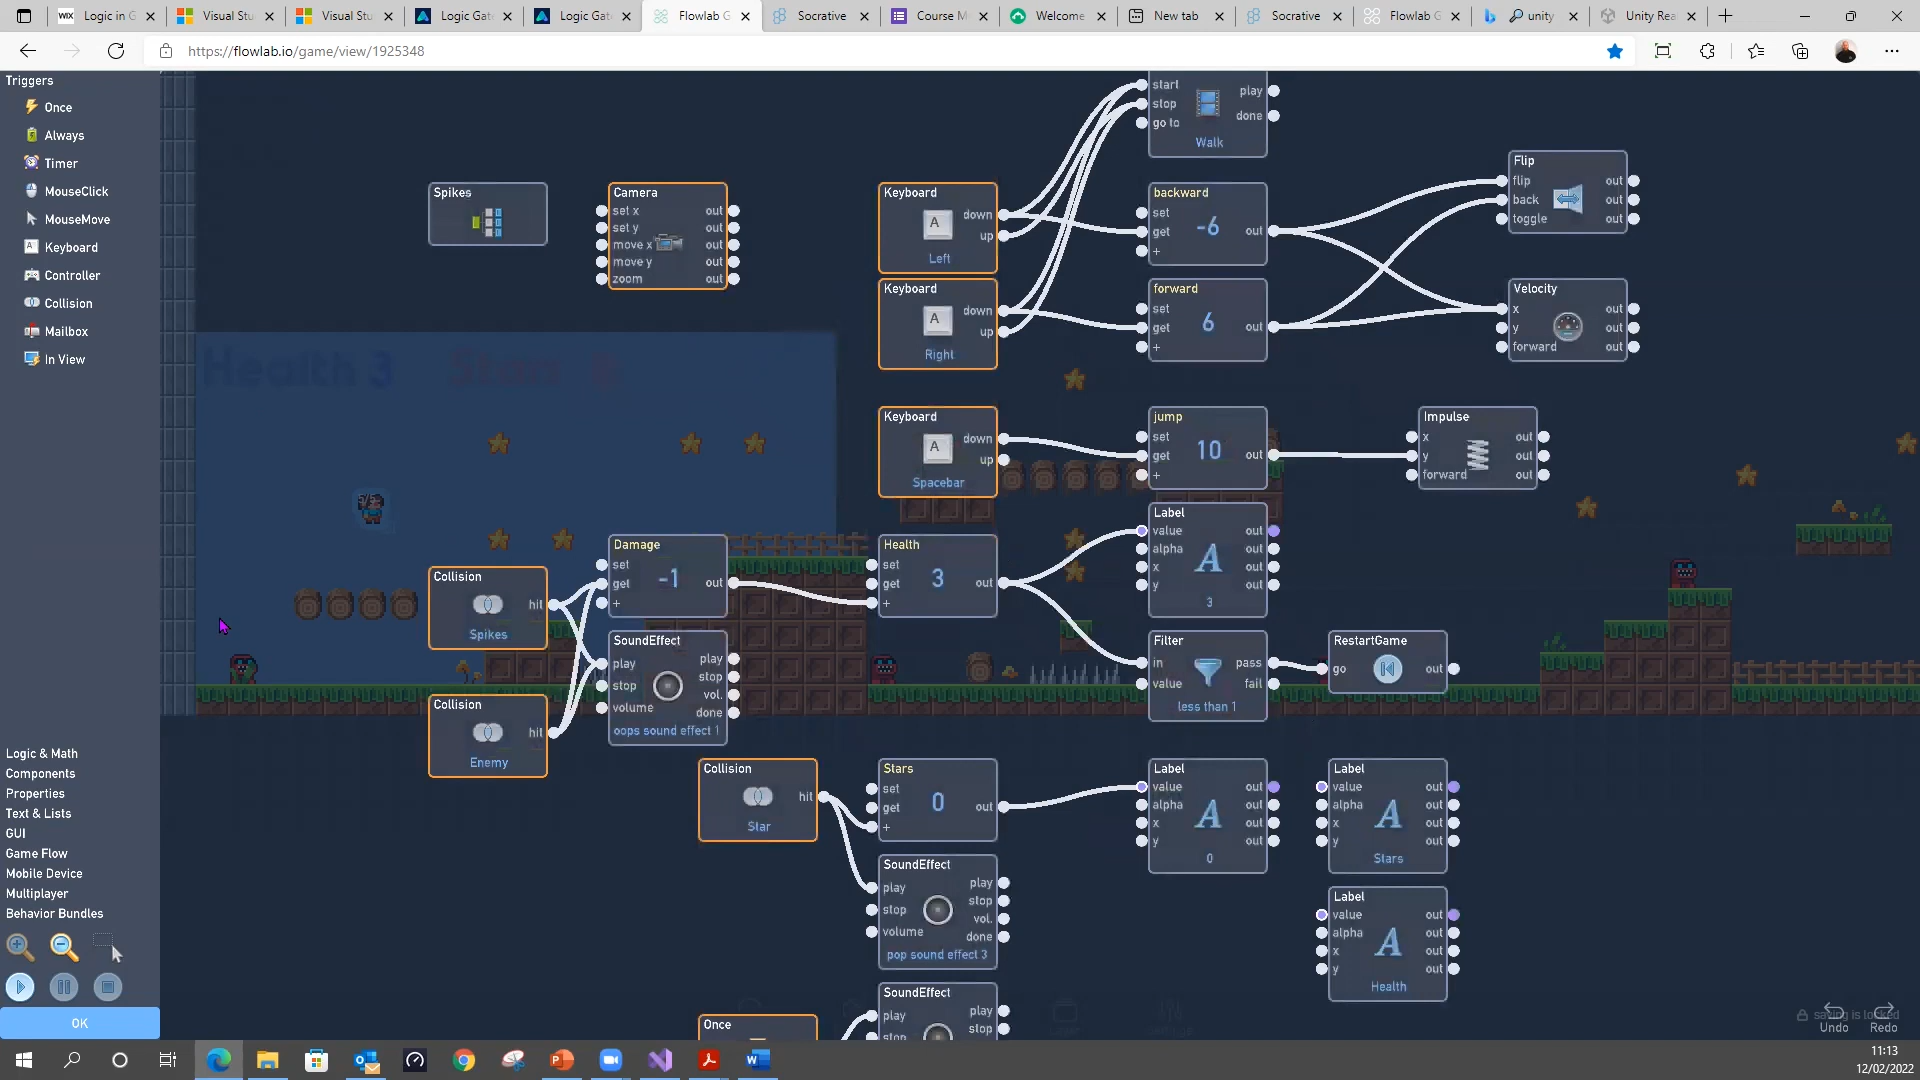 Logic in G
Visual Stu
Visual Stu
Logic Gat
Logic Gat
Flowlab G
Socrative
Course M
Welcome
New tab
Socrative
Flowlab G
unity
Unity Rea
https://flowlab.io/game/view/1925348
Triggers
Once
Always
Timer
MouseClick
MouseMove
Keyboard
Controller
Collision
Mailbox
In View
Logic & Math
Components
Properties
Text & Lists
GUI
Game Flow
Mobile Device
Multiplayer
Behavior Bundles
OK
Spikes
Camera
set x out
set y out
move x out
move y out
zoom out
Keyboard
A
down
up
Left
Keyboard
A
down
up
Right
start play
stop done
go to
Walk
backward
set
get -6 out
+
forward
set
get 6 out
+
Flip
flip out
back out
toggle out
Velocity
x out
y out
forward out
Health 3
Keyboard
A
down
up
Spacebar
jump
set
get 10 out
+
Impulse
x out
y out
forward out
Collision
hit
Spikes
Collision
hit
Enemy
Damage
set
get -1 out
+
SoundEffect
play play
stop stop
volume vol.
done
oops sound effect 1
Health
set
get 3 out
+
Label
value out
alpha out
x out
y out
A
3
Filter
in pass
value fail
less than 1
RestartGame
go out
Collision
hit
Star
Stars
set
get 0 out
+
SoundEffect
play play
stop stop
volume vol.
done
pop sound effect 3
Label
value out
alpha out
x out
y out
A
0
Label
value out
alpha out
x out
y out
A
Stars
Label
value out
alpha out
x out
y out
A
Health
SoundEffect
play play
stop stop
Once
saving is locked
Undo
Redo
11:13
12/02/2022